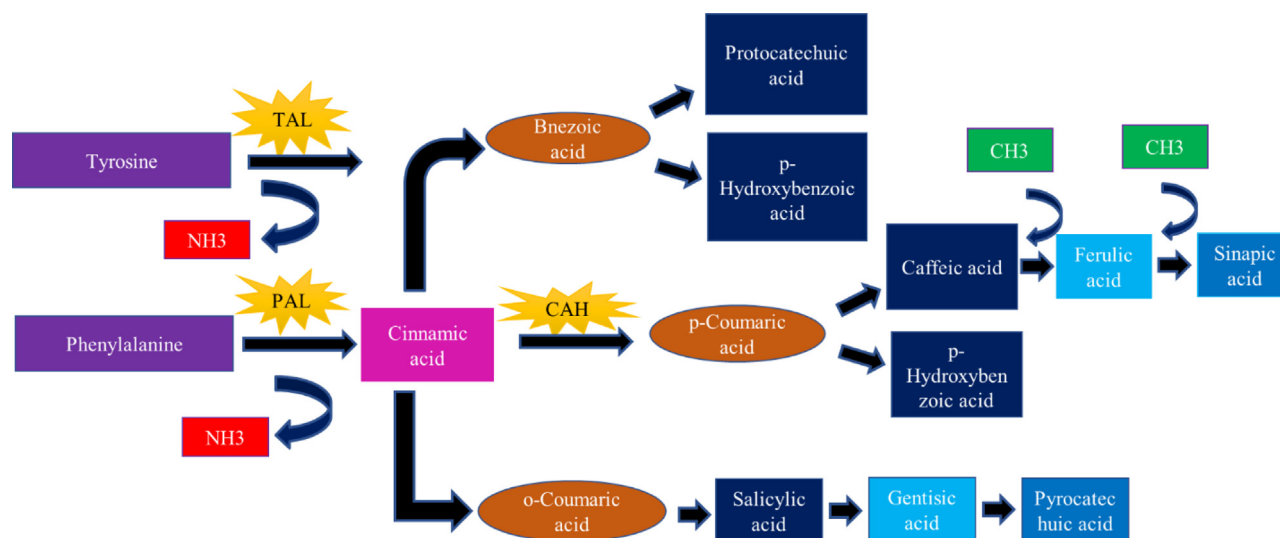 Protocatechuic
acid
TAL
Bnezoic
acid
Tyrosine
CH3
CH3
p-
Hydroxybenzoic
acid
NH3
Caffeic acid
Ferulic
acid
Sinapic
acid
PAL
CAH
p-Coumaric
acid
Phenylalanine
Cinnamic
acid
p-
Hydroxyben
zoic acid
NH3
o-Coumaric
acid
Salicylic
acid
Gentisic
acid
Pyrocatec
huic acid